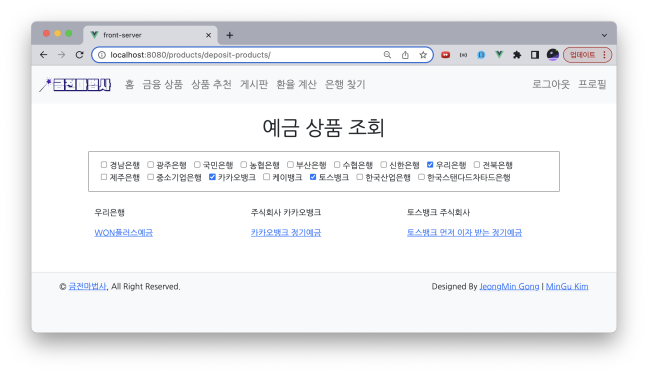 front-server
localhost:8080/products/deposit-products/
업데이트
홈 금융 상품 상품 추천 게시판 환율 계산 은행 찾기 로그아웃 프로필
예금 상품 조회
경남은행 광주은행 국민은행 농협은행 부산은행 수협은행 신한은행 우리은행 전북은행
제주은행 중소기업은행 카카오뱅크 케이뱅크 토스뱅크 한국산업은행 한국스탠다드차타드은행
우리은행 주식회사 카카오뱅크 토스뱅크 주식회사
WON플러스예금 카카오뱅크 정기예금 토스뱅크 먼저 이자 받는 정기예금
© 금전마법사, All Right Reserved. Designed By JeongMin Gong | MinGu Kim